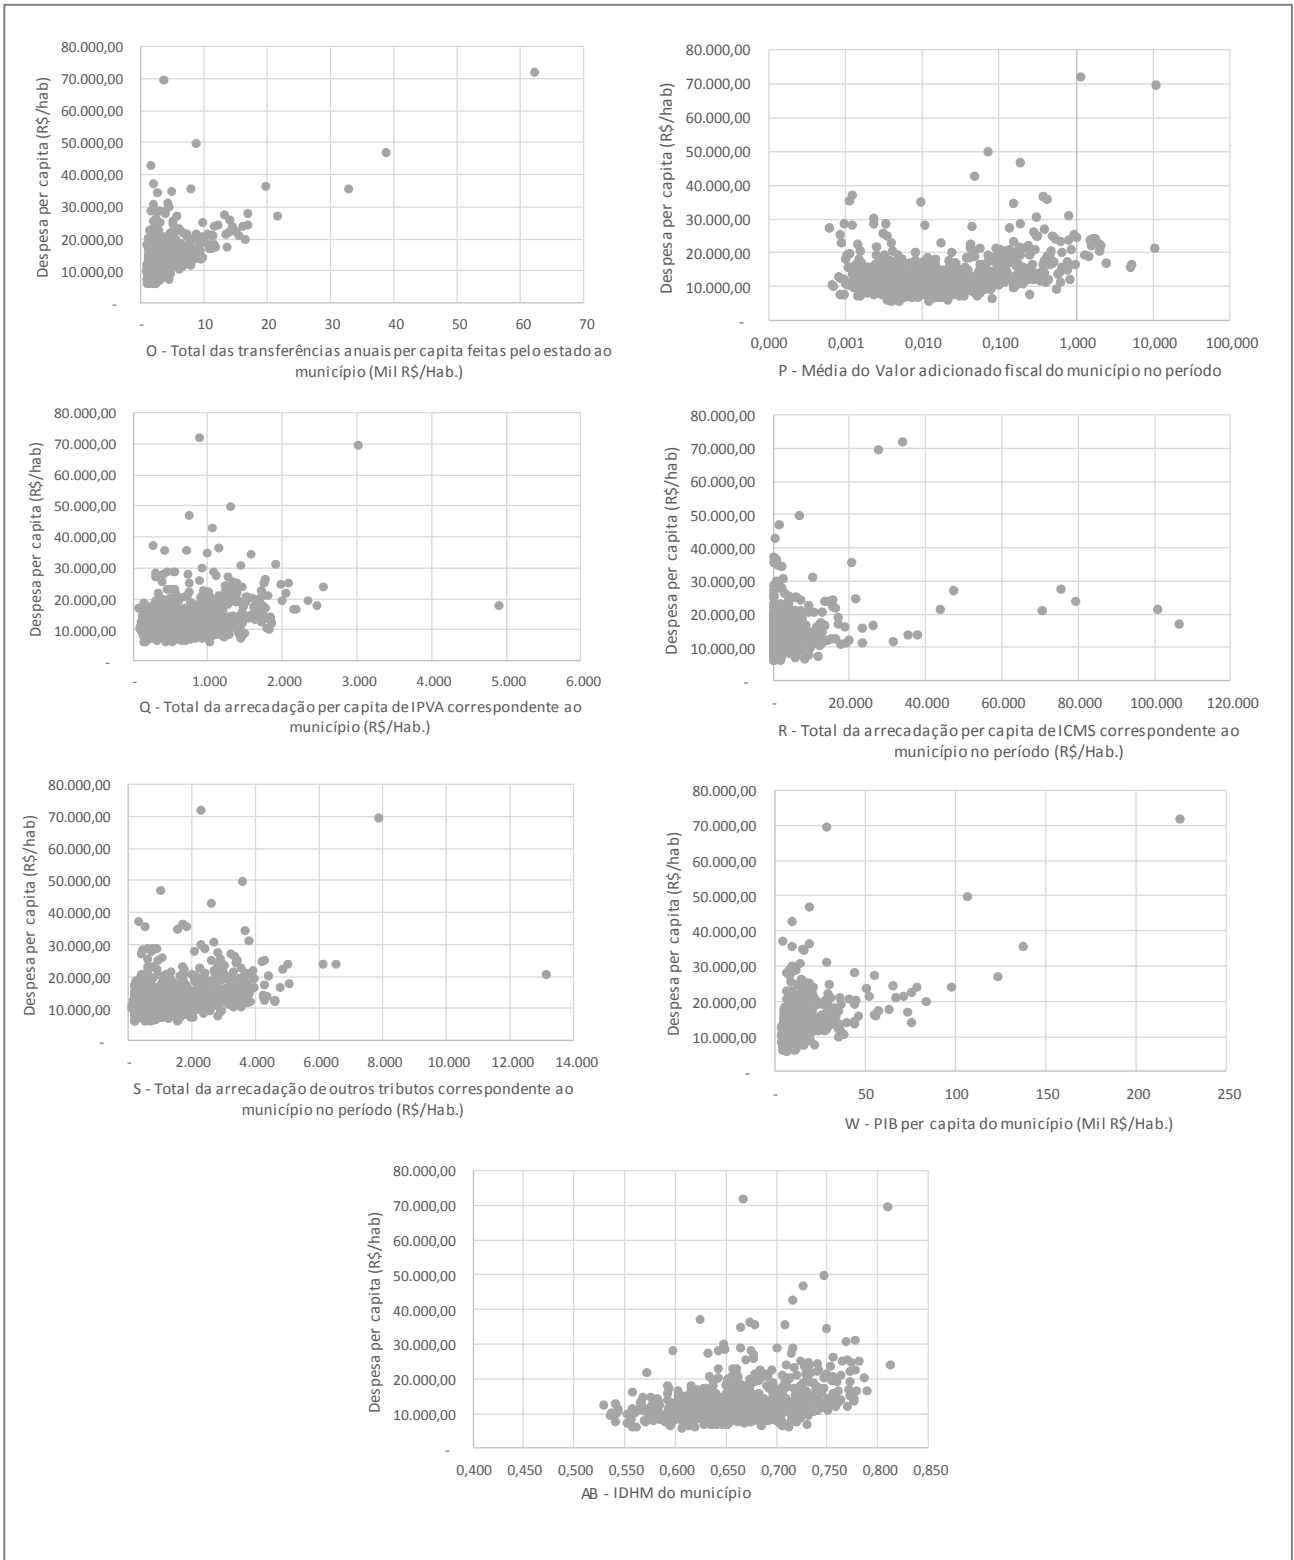 80.000,00
70.000,00
60.000,00
50.000,00
40.000,00
30.000,00
20.000,00
10.000,00
-
Despesa per capita (R$/hab)
- 10 20 30 40 50 60 70
O - Total das transferências anuais per capita feitas pelo estado ao
município (Mil R$/Hab.)
80.000,00
70.000,00
60.000,00
50.000,00
40.000,00
30.000,00
20.000,00
10.000,00
-
Despesa per capita (R$/hab)
0,000 0,001 0,010 0,100 1,000 10,000 100,000
P - Média do Valor adicionado fiscal do município no período
80.000,00
70.000,00
60.000,00
50.000,00
40.000,00
30.000,00
20.000,00
10.000,00
-
Despesa per capita (R$/hab)
- 1.000 2.000 3.000 4.000 5.000 6.000
Q - Total da arrecadação per capita de IPVA correspondente ao
município (R$/Hab.)
80.000,00
70.000,00
60.000,00
50.000,00
40.000,00
30.000,00
20.000,00
10.000,00
-
Despesa per capita (R$/hab)
- 20.000 40.000 60.000 80.000 100.000 120.000
R - Total da arrecadação per capita de ICMS correspondente ao
município no período (R$/Hab.)
80.000,00
70.000,00
60.000,00
50.000,00
40.000,00
30.000,00
20.000,00
10.000,00
-
Despesa per capita (R$/hab)
- 2.000 4.000 6.000 8.000 10.000 12.000 14.000
S - Total da arrecadação de outros tributos correspondente ao
município no período (R$/Hab.)
80.000,00
70.000,00
60.000,00
50.000,00
40.000,00
30.000,00
20.000,00
10.000,00
-
Despesa per capita (R$/hab)
- 50 100 150 200 250
W - PIB per capita do município (Mil R$/Hab.)
80.000,00
70.000,00
60.000,00
50.000,00
40.000,00
30.000,00
20.000,00
10.000,00
-
Despesa per capita (R$/hab)
0,400 0,450 0,500 0,550 0,600 0,650 0,700 0,750 0,800 0,850
AB - IDHM do município